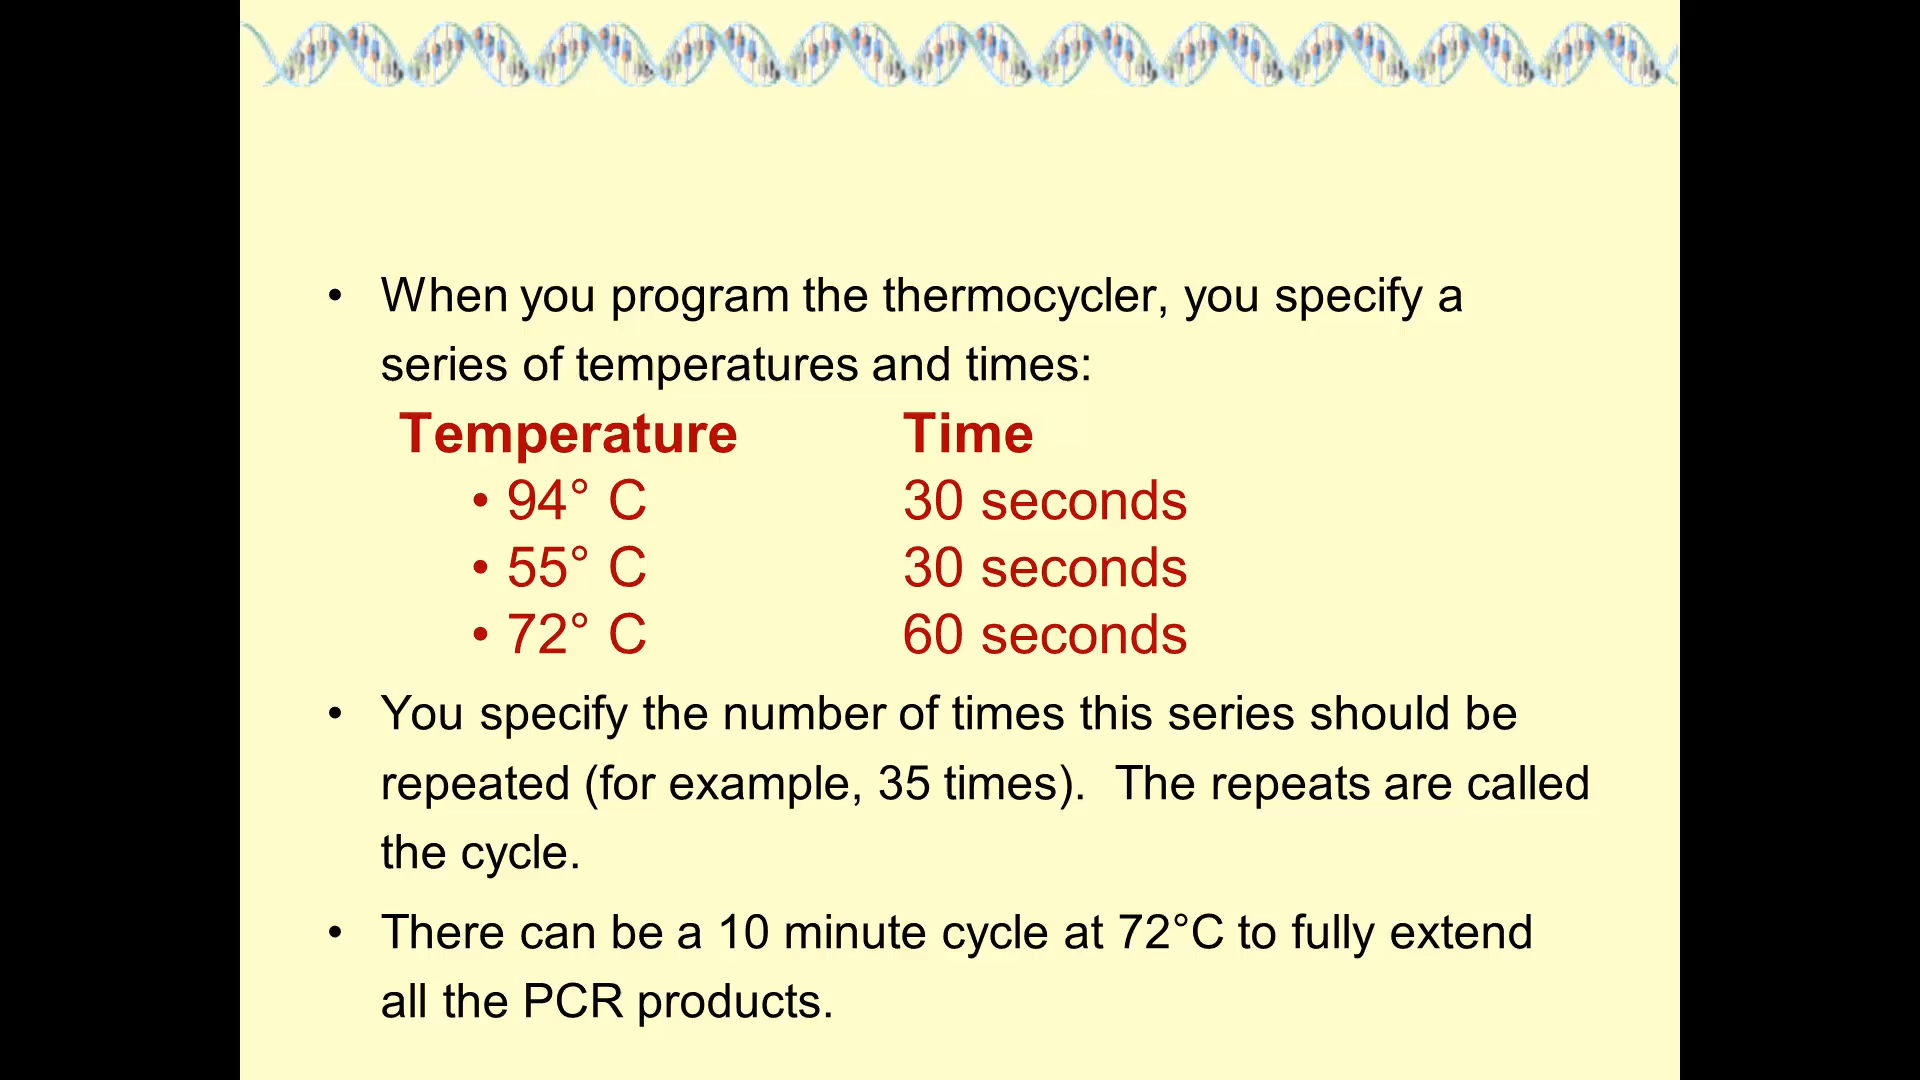 • When you program the thermocycler, you specify a
series of temperatures and times:
Temperature Time
• 94° C 30 seconds
• 55° C 30 seconds
• 72° C 60 seconds
• You specify the number of times this series should be
repeated (for example, 35 times).  The repeats are called
the cycle.
• There can be a 10 minute cycle at 72°C to fully extend
all the PCR products.